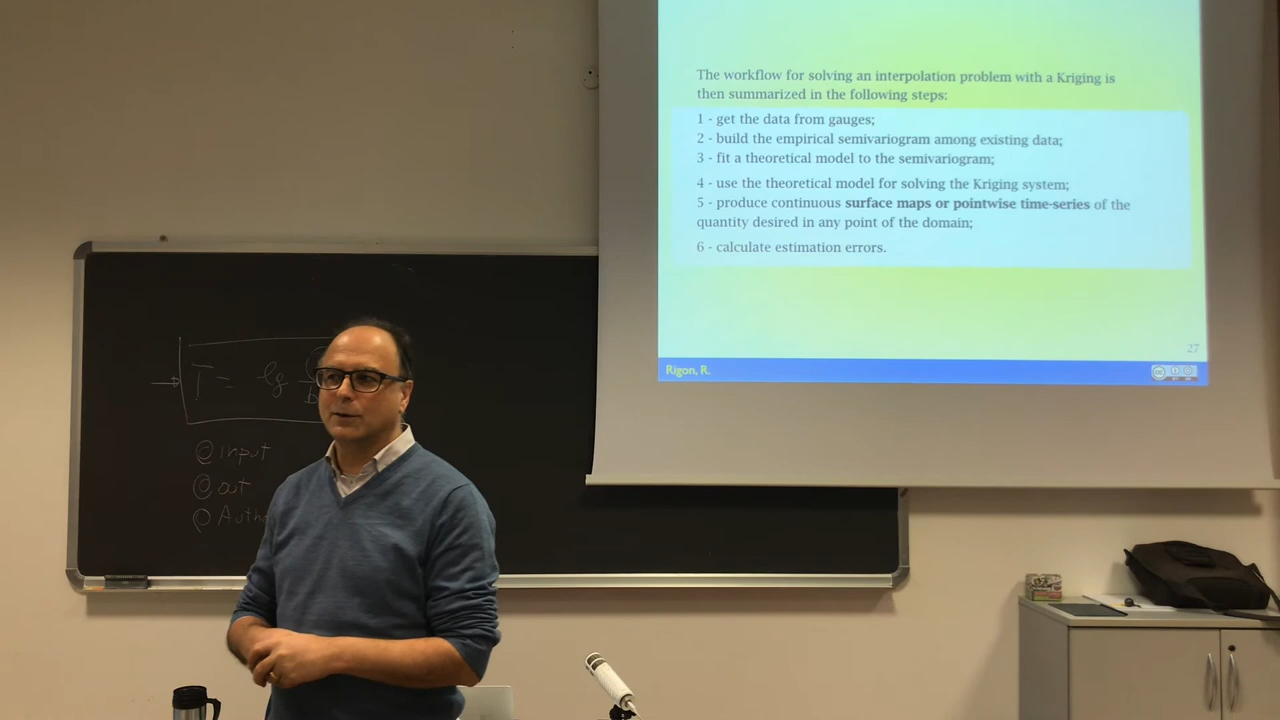 The workflow for solving an interpolation problem with a Kriging is
then summarized in the following steps:
1 - get the data from gauges;
2 - build the empirical semivariogram among existing data;
3 - fit a theoretical model to the semivariogram;
4 - use the theoretical model for solving the Kriging system;
5 - produce continuous surface maps or pointwise time-series of the
quantity desired in any point of the domain;
6 - calculate estimation errors.
27
Rigon, R.
T = lg
@ input
@ out
@ Auth